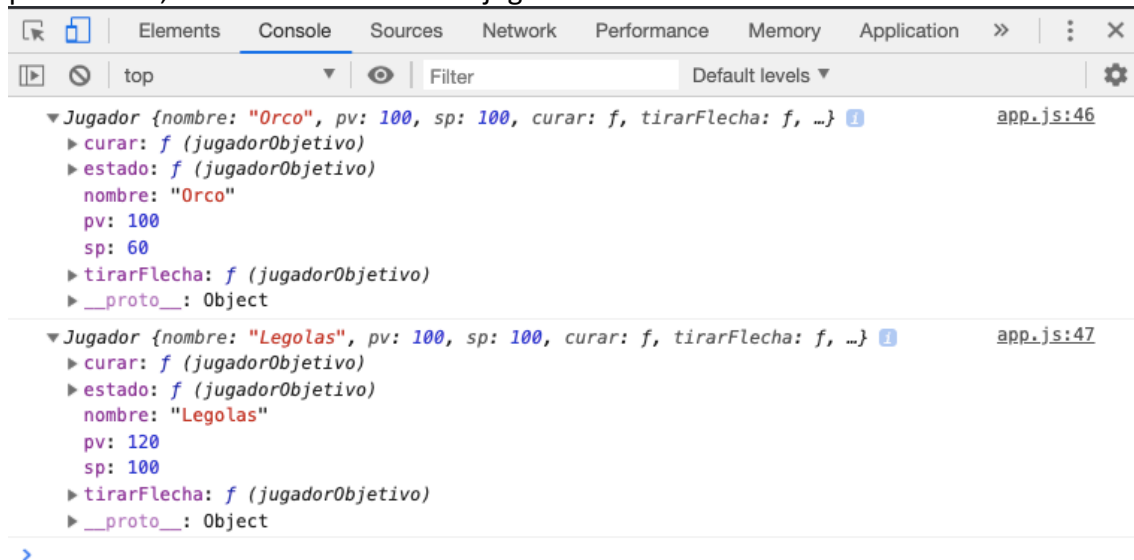 Elements Console Sources Network Performance Memory Application »
top Filter Default levels
Jugador {nombre: "Orco", pv: 100, sp: 100, curar: f, tirarFlecha: f, …} app.js:46
curar: f (jugadorObjetivo)
estado: f (jugadorObjetivo)
nombre: "Orco"
pv: 100
sp: 60
tirarFlecha: f (jugadorObjetivo)
__proto__: Object
Jugador {nombre: "Legolas", pv: 100, sp: 100, curar: f, tirarFlecha: f, …} app.js:47
curar: f (jugadorObjetivo)
estado: f (jugadorObjetivo)
nombre: "Legolas"
pv: 120
sp: 100
tirarFlecha: f (jugadorObjetivo)
__proto__: Object